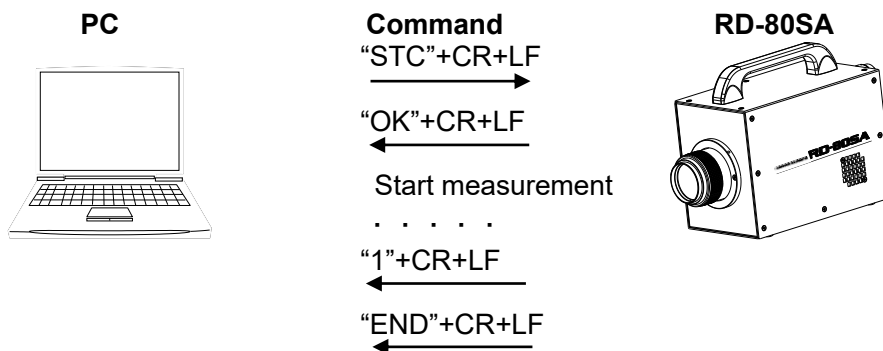 PC Command RD-80SA
“STC”+CR+LF
“OK”+CR+LF
RD-80SA
Start measurement
. . . . .
“1”+CR+LF
“END”+CR+LF